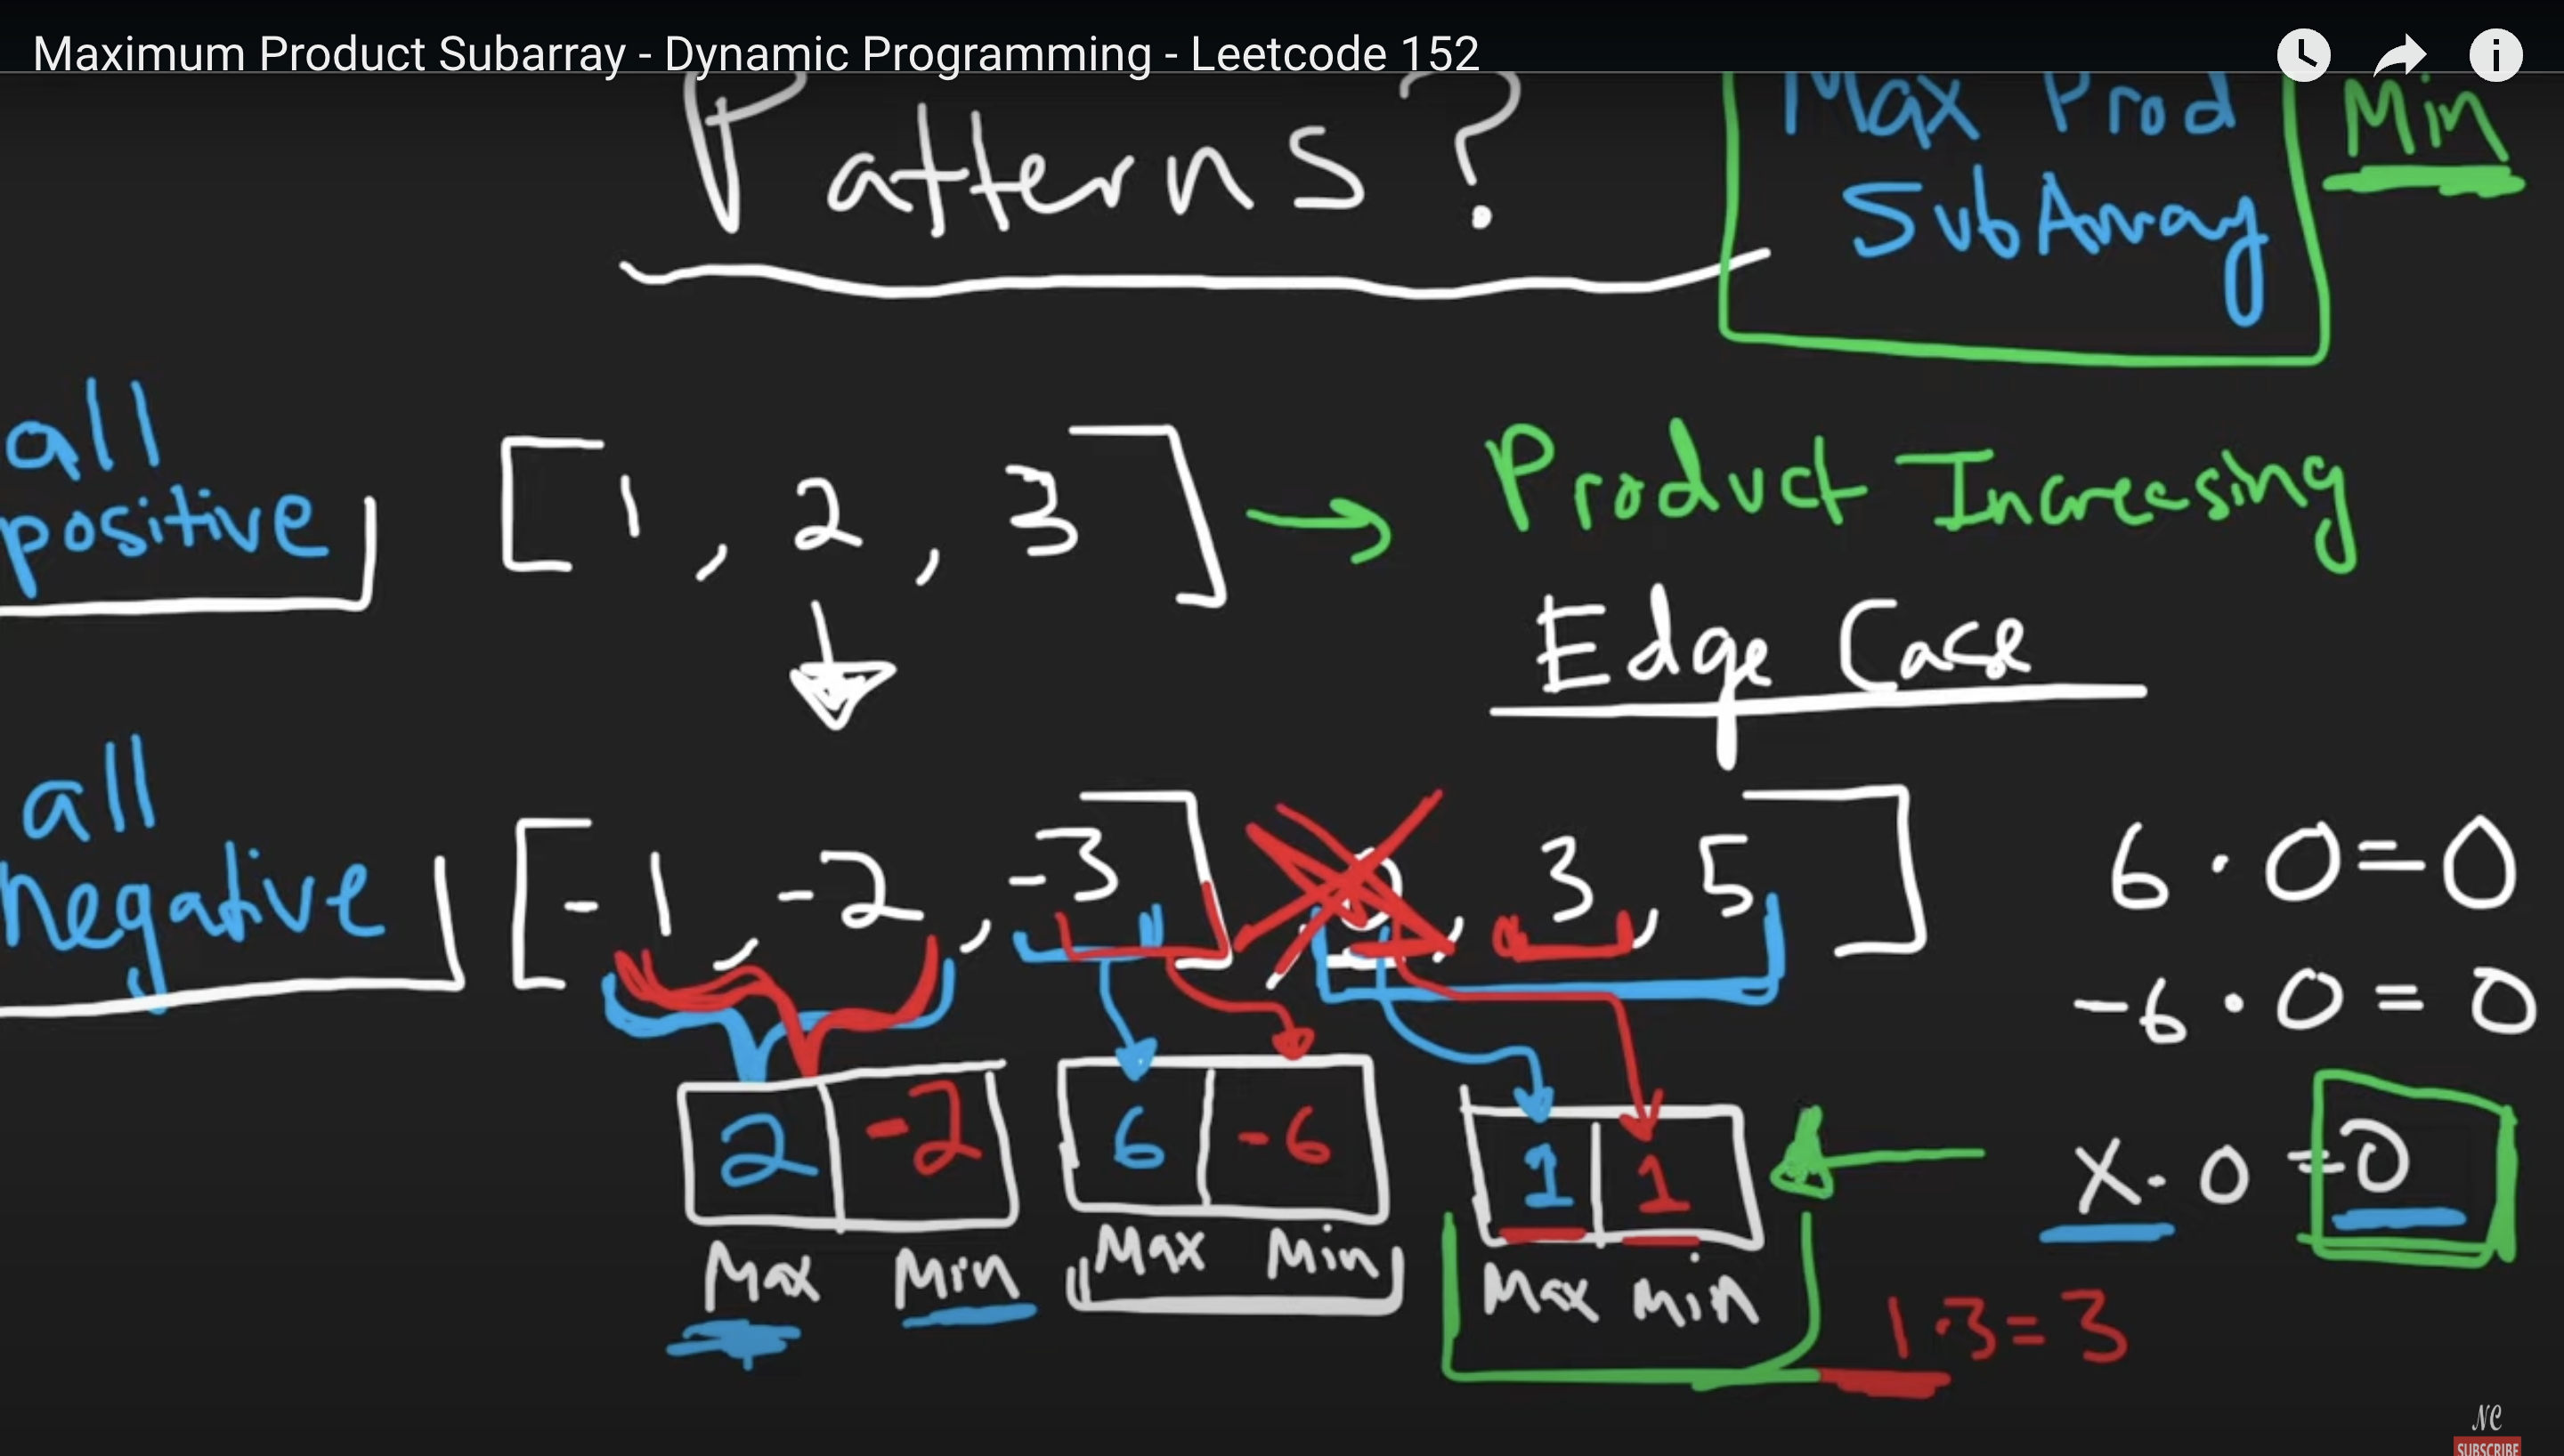 Maximum Product Subarray - Dynamic Programming - Leetcode 152
Patterns?
Max Prod
SubArray
Min
all
positive
[1, 2, 3] → Product Increasing
Edge Case
all
negative
[-1, -2, -3] 0, 3, 5]
6 · 0 = 0
-6 · 0 = 0
2 -2
Max Min
6 -6
Max Min
1 1
Max Min
x · 0 = 0
1·3=3
NC
SUBSCRIBE